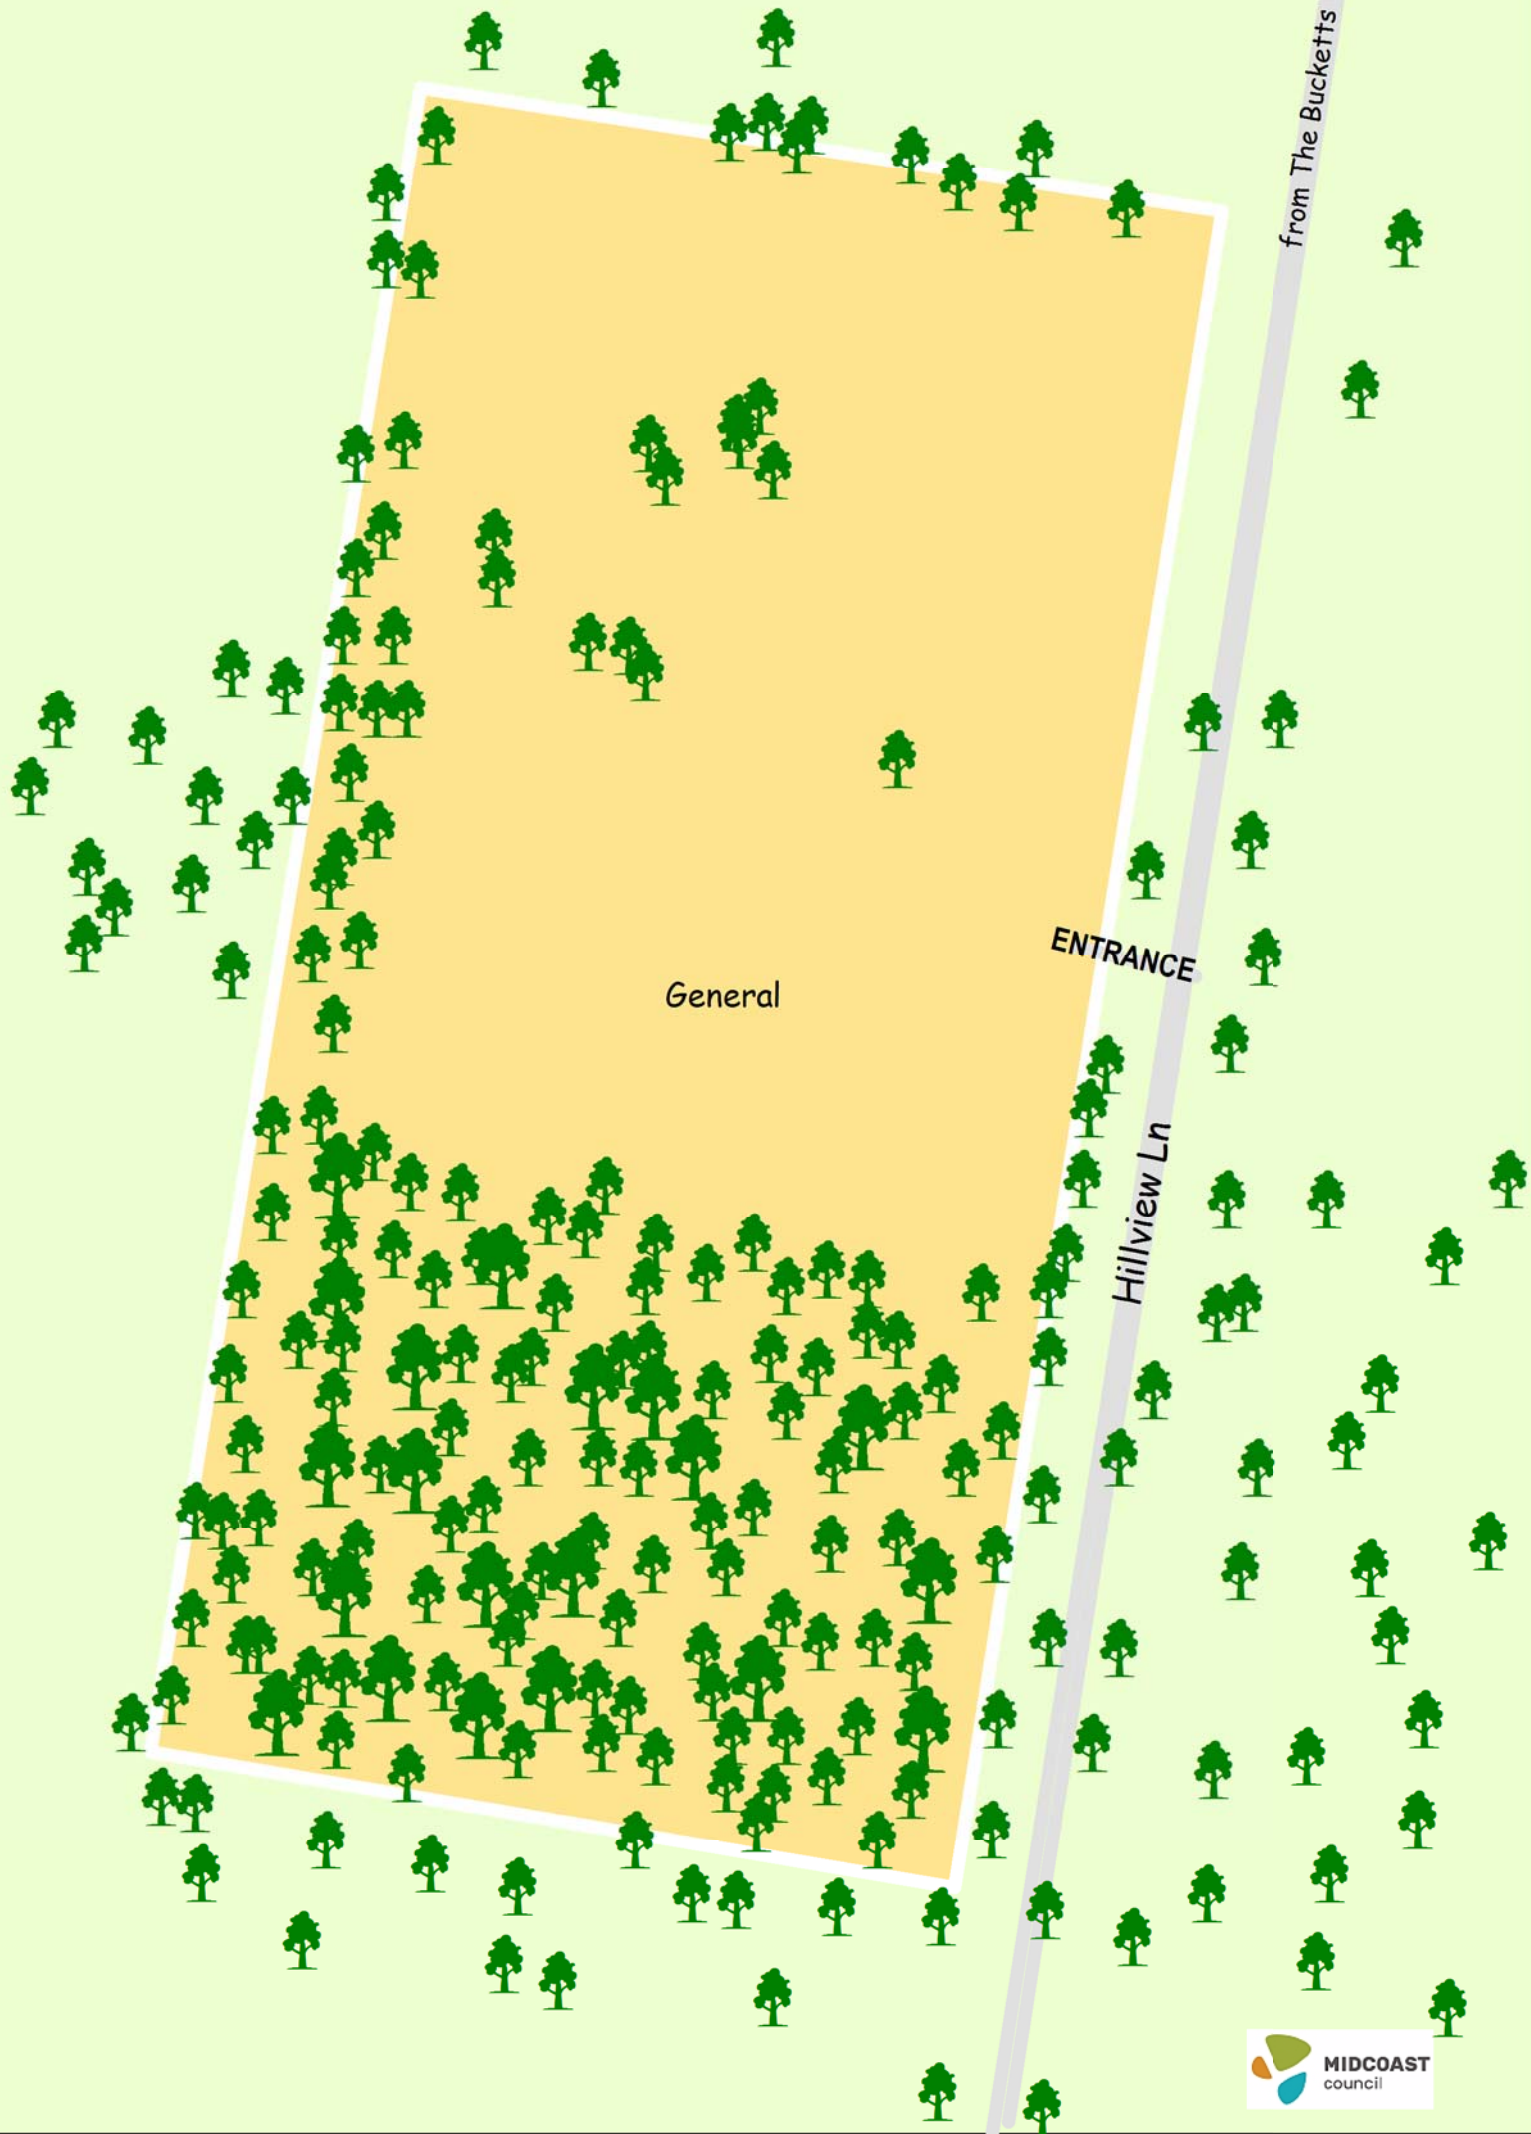 from The Bucketts
ENTRANCE
General
Hillview Ln
MIDCOAST
council